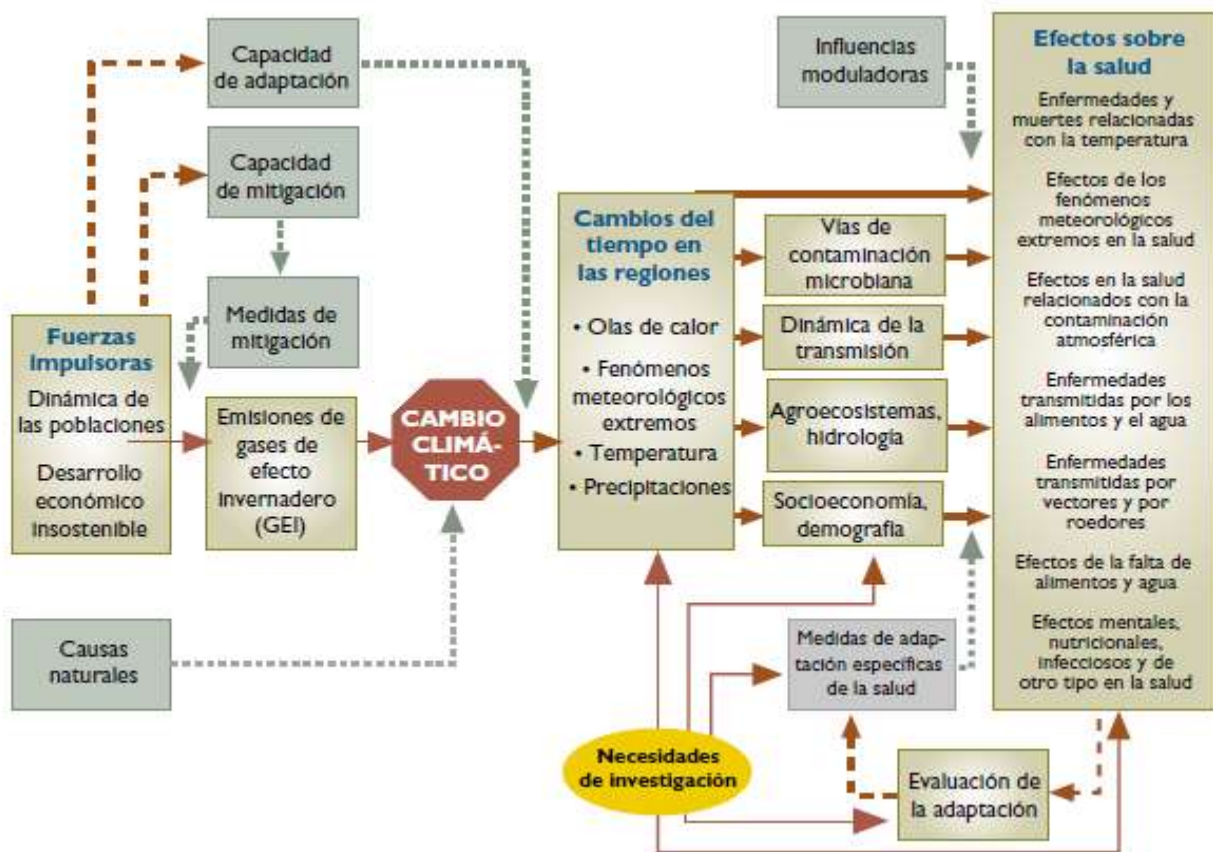 Capacidad
de adaptación
Capacidad
de mitigación
Medidas de
mitigación
Fuerzas
impulsoras
Dinámica de
las poblaciones
Desarrollo
económico
insostenible
Emisiones de
gases de
efecto
invernadero
(GEI)
Causas
naturales
CAMBIO
CLIMÁ-
TICO
Cambios del
tiempo en
las regiones
• Olas de calor
• Fenómenos
meteorológicos
extremos
• Temperatura
• Precipitaciones
Influencias
moduladoras
Vías de
contaminación
microbiana
Dinámica de la
transmisión
Agroecosistemas,
hidrología
Socioeconomía,
demografía
Medidas de adap-
tación específicas
de la salud
Necesidades
de investigación
Evaluación de
la adaptación
Efectos sobre
la salud
Enfermedades y
muertes relacionadas
con la temperatura
Efectos de los
fenómenos
meteorológicos
extremos en la salud
Efectos en la salud
relacionados con la
contaminación
atmosférica
Enfermedades
transmitidas por los
alimentos y el agua
Enfermedades
transmitidas por
vectores y por
roedores
Efectos de la falta de
alimentos y agua
Efectos mentales,
nutricionales,
infecciosos y de
otro tipo en la salud